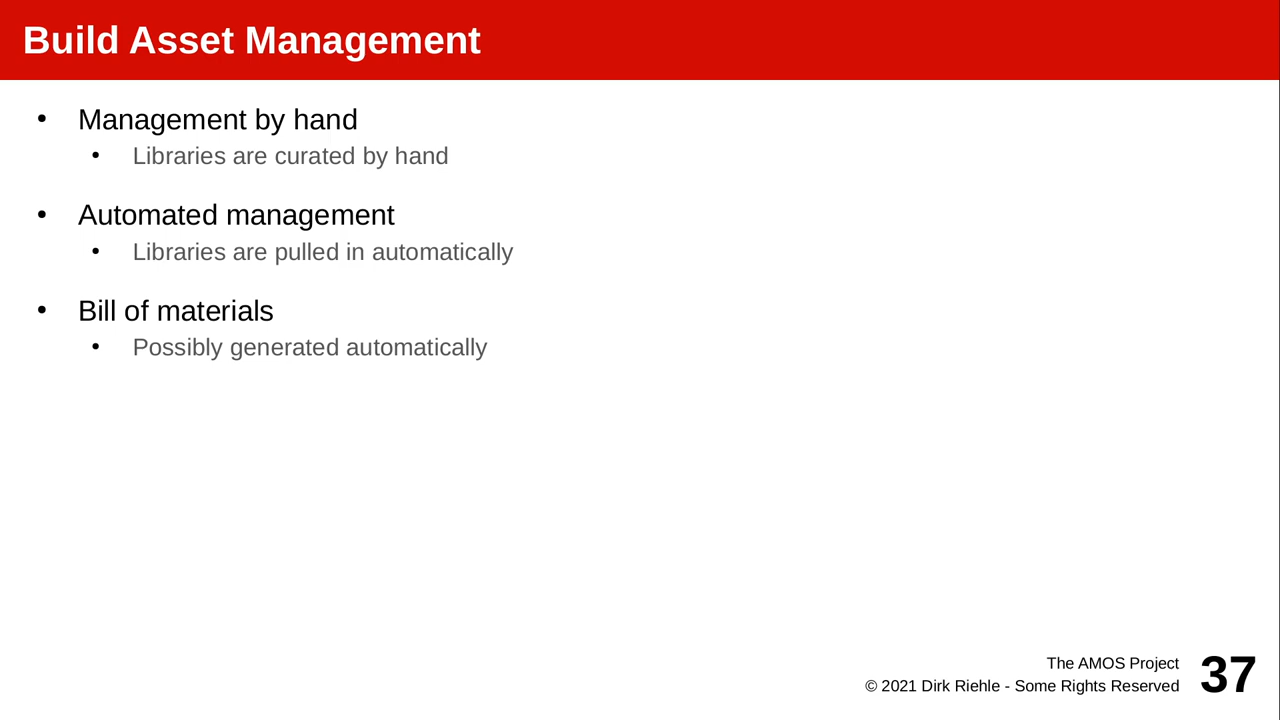 Build Asset Management
• Management by hand
• Libraries are curated by hand
• Automated management
• Libraries are pulled in automatically
• Bill of materials
• Possibly generated automatically
The AMOS Project
© 2021 Dirk Riehle - Some Rights Reserved
37